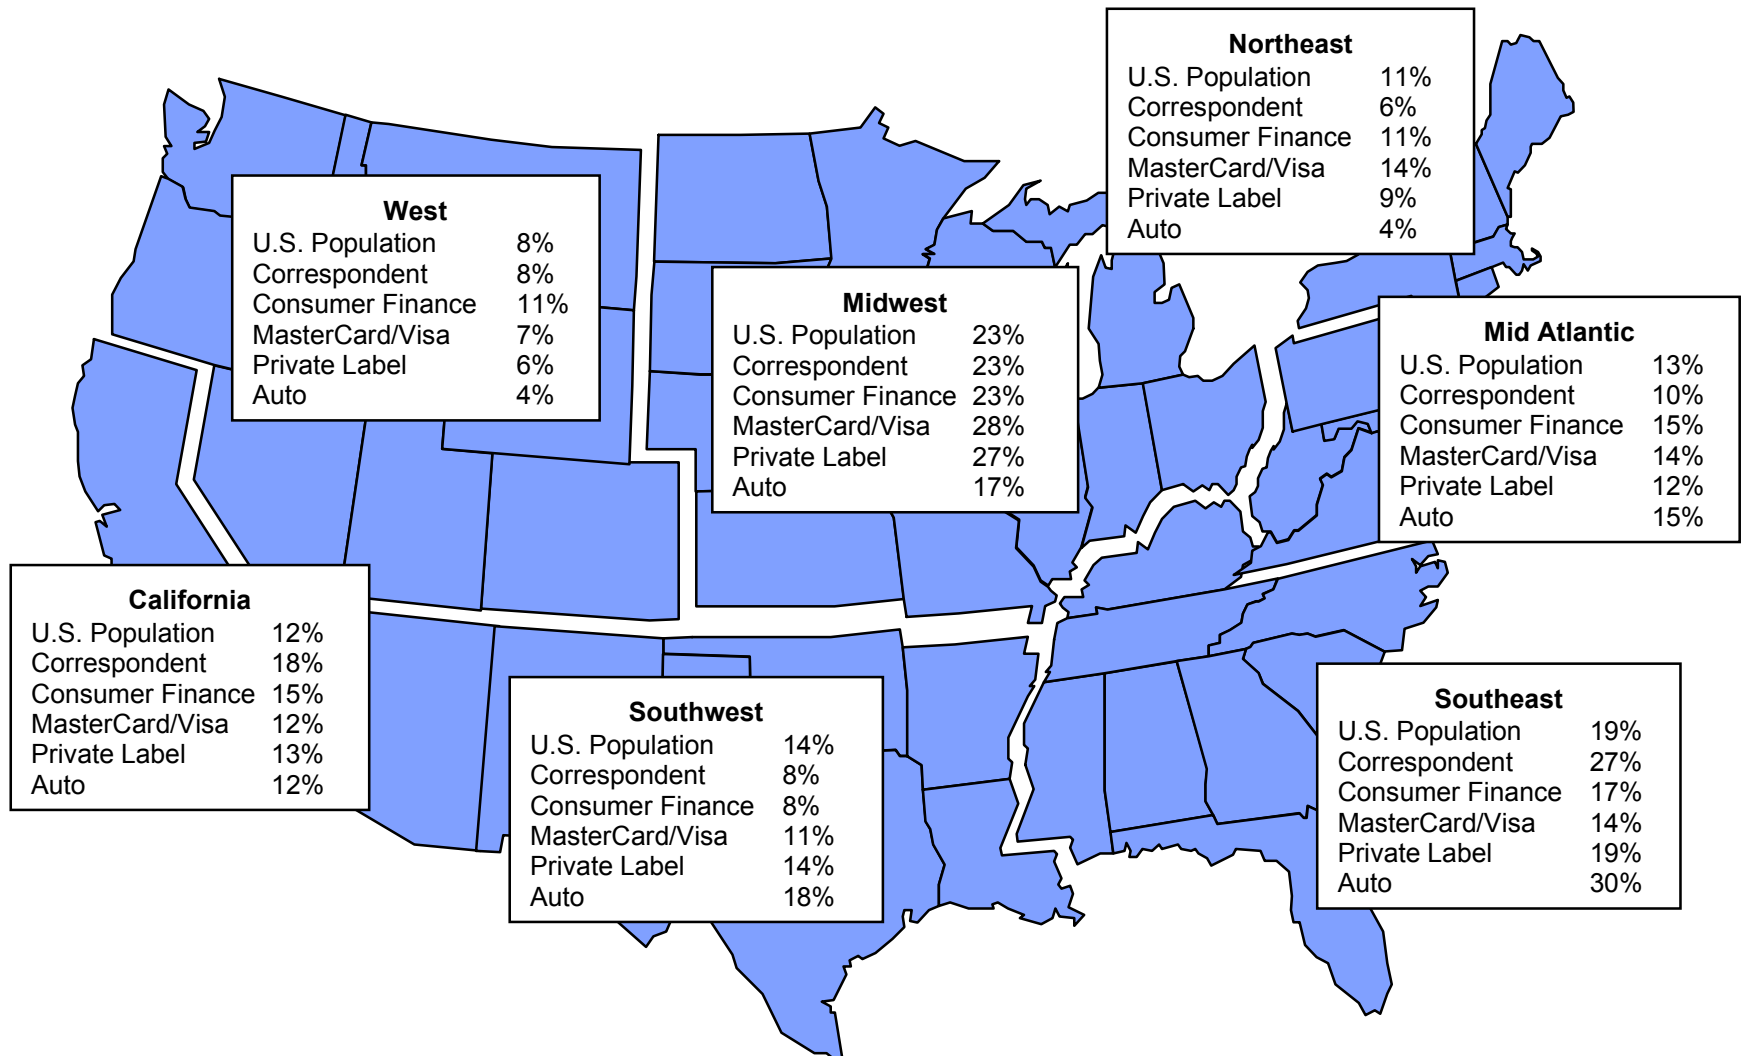 Northeast
U.S. Population 11%
Correspondent 6%
Consumer Finance 11%
MasterCard/Visa 14%
Private Label 9%
Auto 4%
West
U.S. Population 8%
Correspondent 8%
Consumer Finance 11%
MasterCard/Visa 7%
Private Label 6%
Auto 4%
Midwest
U.S. Population 23%
Correspondent 23%
Consumer Finance 23%
MasterCard/Visa 28%
Private Label 27%
Auto 17%
Mid Atlantic
U.S. Population 13%
Correspondent 10%
Consumer Finance 15%
MasterCard/Visa 14%
Private Label 12%
Auto 15%
California
U.S. Population 12%
Correspondent 18%
Consumer Finance 15%
MasterCard/Visa 12%
Private Label 13%
Auto 12%
Southwest
U.S. Population 14%
Correspondent 8%
Consumer Finance 8%
MasterCard/Visa 11%
Private Label 14%
Auto 18%
Southeast
U.S. Population 19%
Correspondent 27%
Consumer Finance 17%
MasterCard/Visa 14%
Private Label 19%
Auto 30%